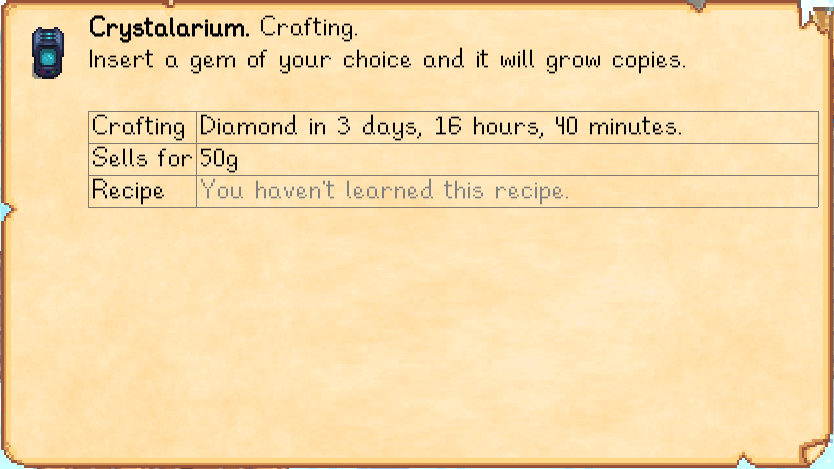 Crystalarium. Crafting.
Insert a gem of your choice and it will grow copies.
Crafting Diamond in 3 days, 16 hours, 40 minutes.
Sells for 50g
Recipe You haven't learned this recipe.